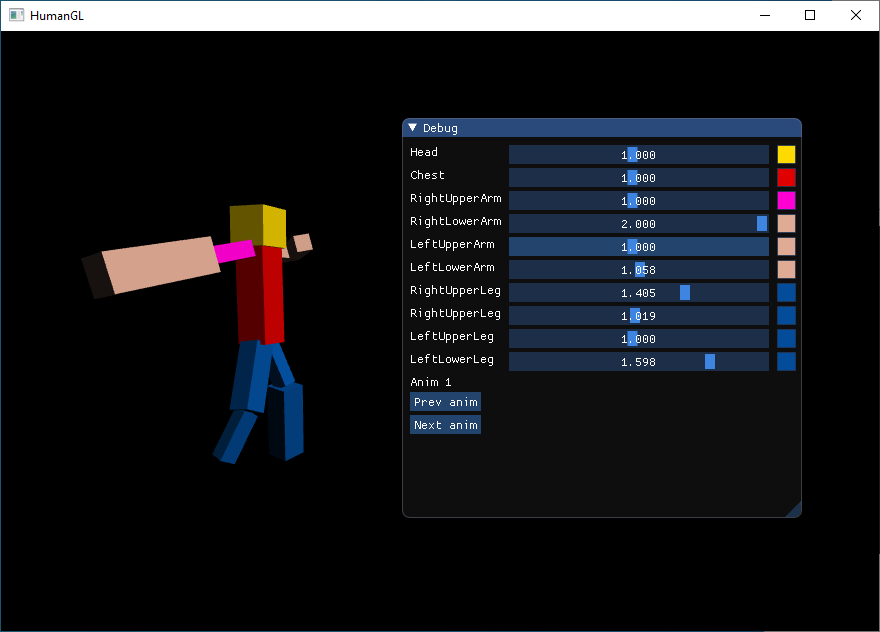 HumanGL
Debug
Head 1.000
Chest 1.000
RightUpperArm 1.000
RightLowerArm 2.000
LeftUpperArm 1.000
LeftLowerArm 1.058
RightUpperLeg 1.405
RightUpperLeg 1.019
LeftUpperLeg 1.000
LeftLowerLeg 1.598
Anim 1
Prev anim
Next anim